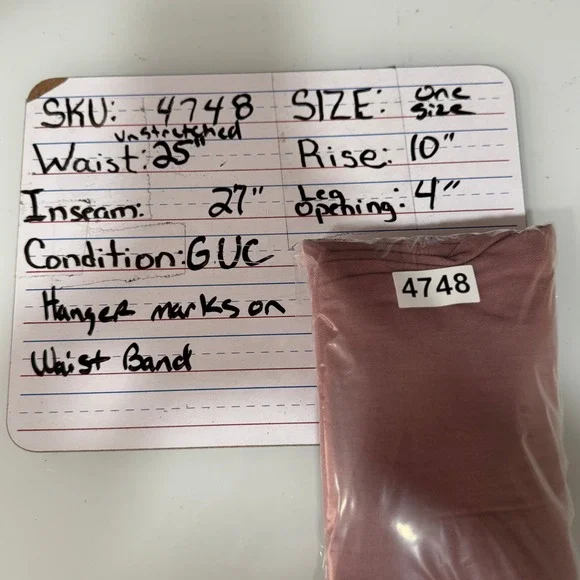 SKU: 4748 SIZE: one size
unstretched
Waist: 25" Rise: 10"
Inseam: 27" Leg Opening: 4"
Condition: GUC
Hanger marks on
Waist Band
4748